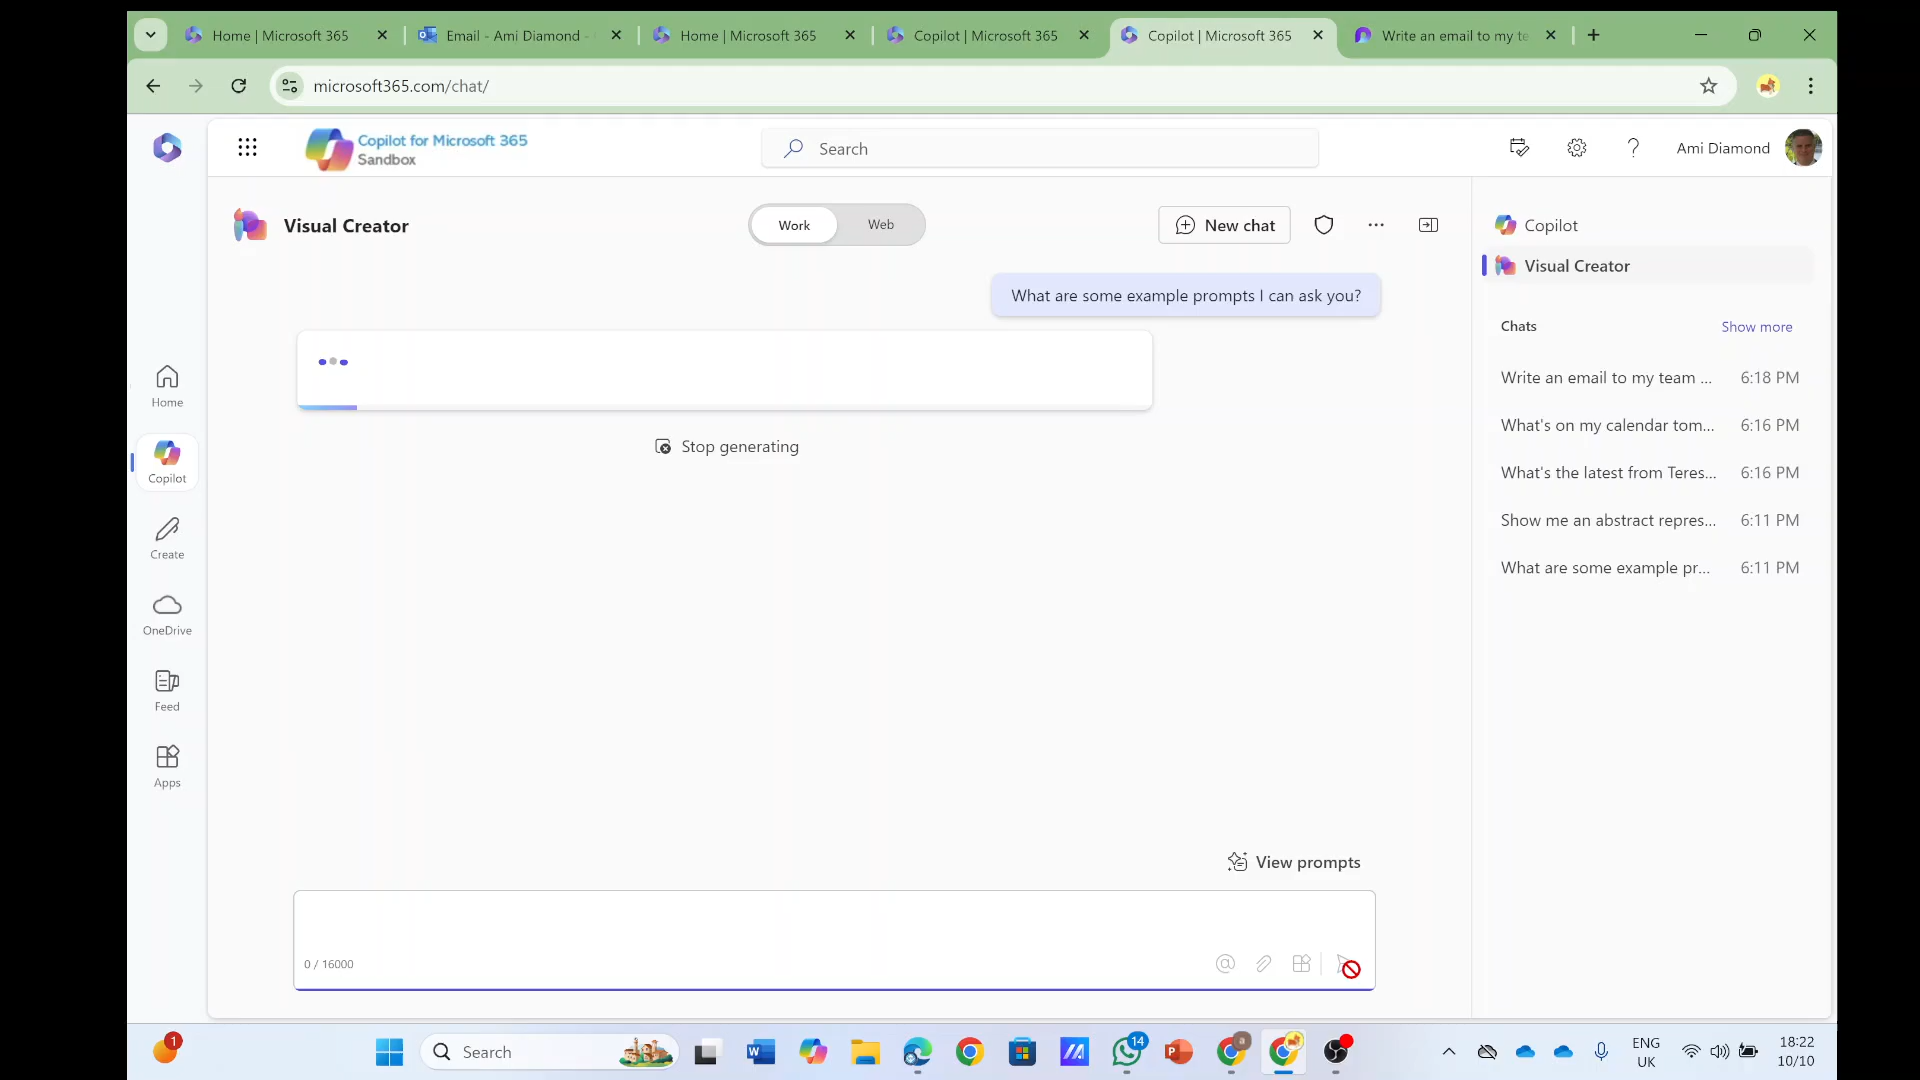 Home | Microsoft 365
Email - Ami Diamond -
Home | Microsoft 365
Copilot | Microsoft 365
Copilot | Microsoft 365
Write an email to my te
microsoft365.com/chat/
Copilot for Microsoft 365
Sandbox
Search
Ami Diamond
Visual Creator
Work
Web
New chat
What are some example prompts I can ask you?
Stop generating
Copilot
Visual Creator
Chats
Show more
Write an email to my team ...
6:18 PM
What's on my calendar tom...
6:16 PM
What's the latest from Teres...
6:16 PM
Show me an abstract repres...
6:11 PM
What are some example pr...
6:11 PM
Home
Copilot
Create
OneDrive
Feed
Apps
View prompts
0 / 16000
1
Search
14
ENG
UK
18:22
10/10